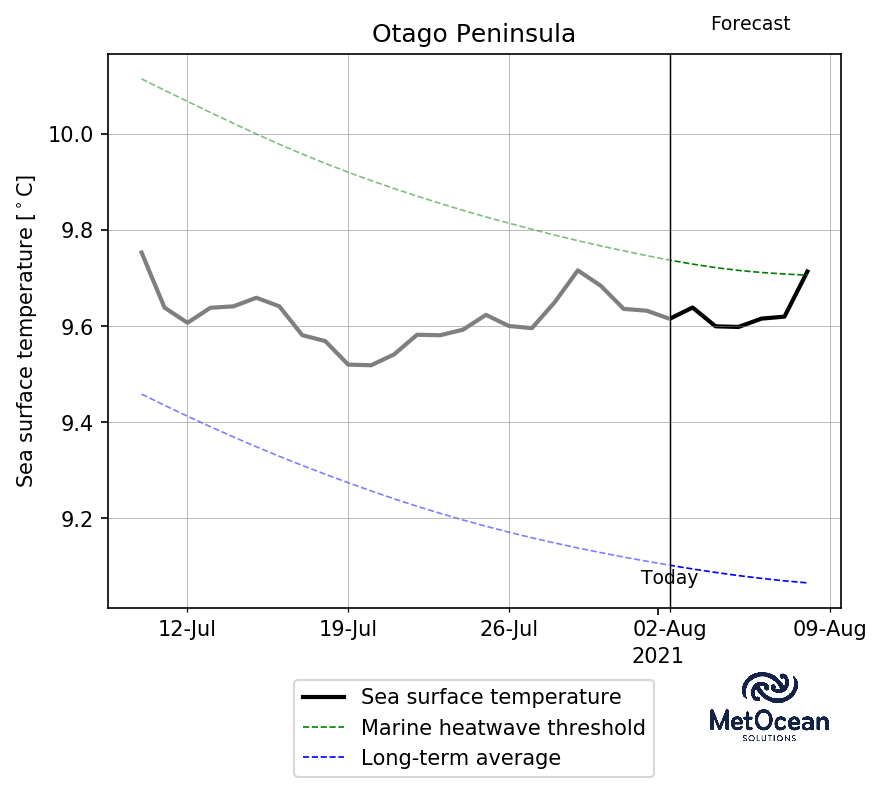 Forecast
Otago Peninsula
Sea surface temperature [°C]
10.0
9.8
9.6
9.4
9.2
Today
12-Jul 19-Jul 26-Jul 02-Aug 09-Aug
2021
Sea surface temperature
Marine heatwave threshold
Long-term average
MetOcean
SOLUTIONS